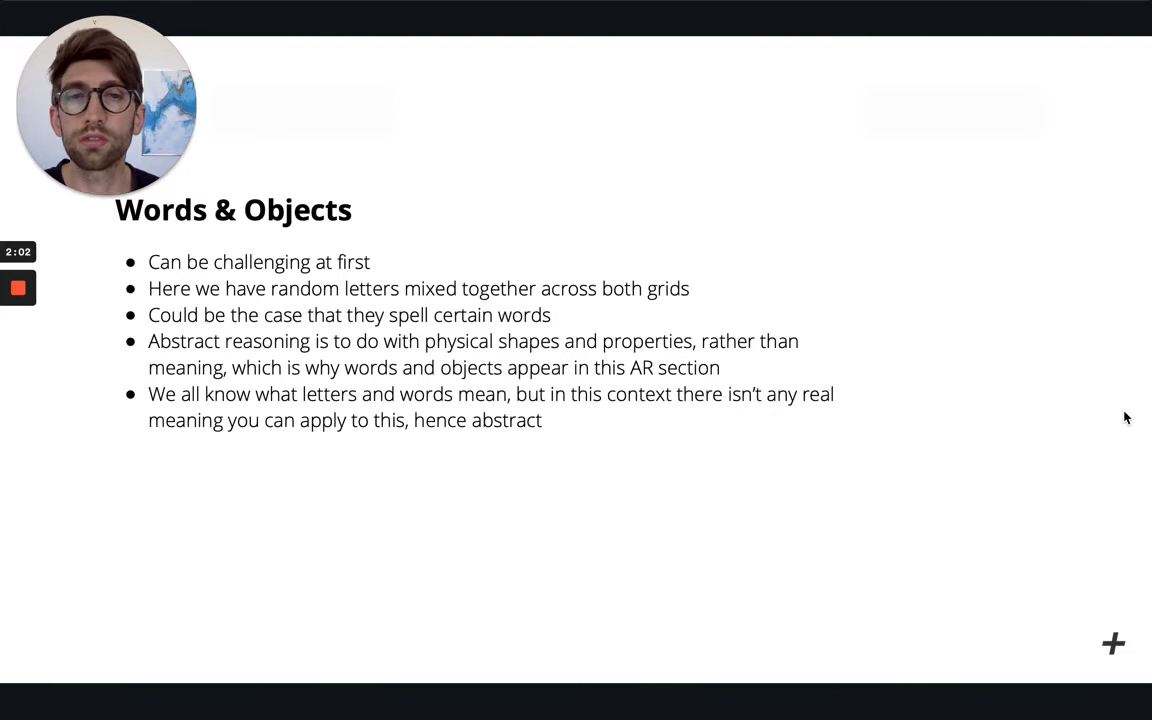 Words & Objects
2:02
● Can be challenging at first
● Here we have random letters mixed together across both grids
● Could be the case that they spell certain words
● Abstract reasoning is to do with physical shapes and properties, rather than
meaning, which is why words and objects appear in this AR section
● We all know what letters and words mean, but in this context there isn’t any real
meaning you can apply to this, hence abstract